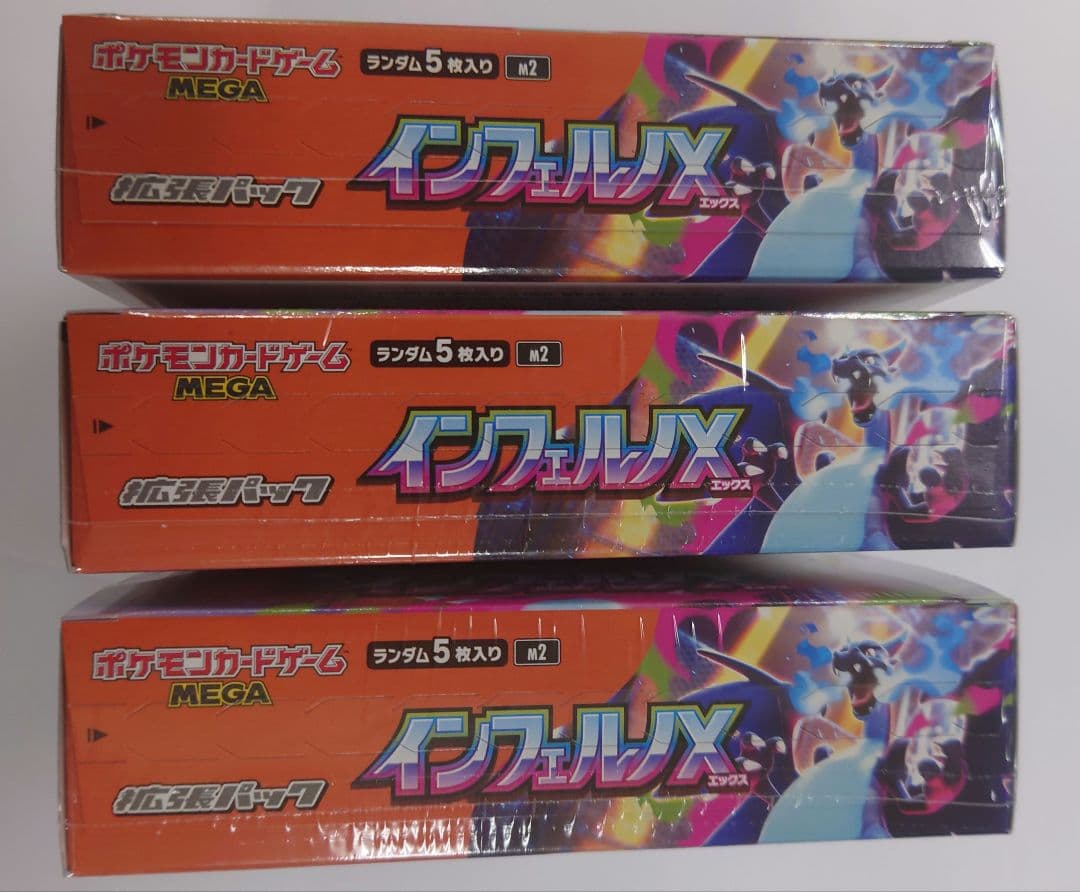 ポケモンカードゲーム
MEGA
ランダム5枚入り M2
インフェルノX
エックス
拡張パック
ポケモンカードゲーム
MEGA
ランダム5枚入り M2
インフェルノX
エックス
拡張パック
ポケモンカードゲーム
MEGA
ランダム5枚入り M2
インフェルノX
エックス
拡張パック